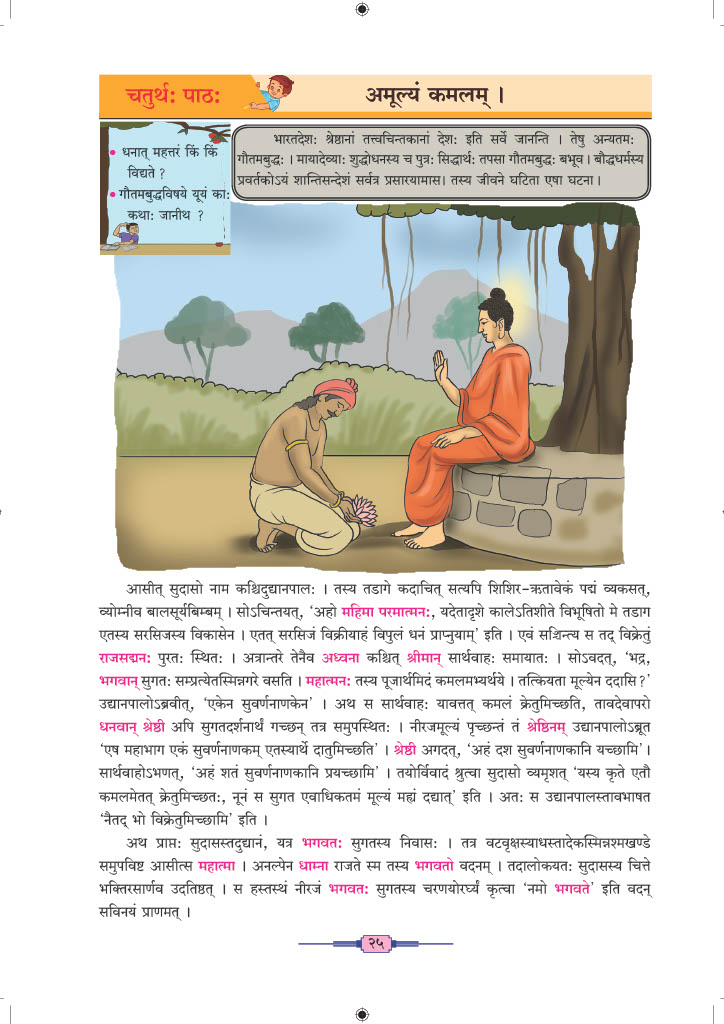 चतुर्थः पाठः
अमूल्यं कमलम् ।
• धनात् महत्तरं किं किं
विद्यते ?
• गौतमबुद्धविषये यूयं काः
कथाः जानीथ ?
भारतदेशः श्रेष्ठानां तत्त्वचिन्तकानां देशः इति सर्वे जानन्ति । तेषु अन्यतमः
गौतमबुद्धः । मायादेव्याः शुद्धोधनस्य च पुत्रः सिद्धार्थः तपसा गौतमबुद्धः बभूव। बौद्धधर्मस्य
प्रवर्तकोऽयं शान्तिसन्देशं सर्वत्र प्रसारयामास। तस्य जीवने घटिता एषा घटना।
आसीत् सुदासो नाम कश्चिदुद्यानपालः । तस्य तडागे कदाचित् सत्यपि शिशिर-ऋतावेकं पद्मं व्यकसत्,
व्योम्नीव बालसूर्यबिम्बम् । सोऽचिन्तयत्, ‘अहो महिमा परमात्मनः, यदेतादृशे कालेऽतिशीते विभूषितो मे तडाग
एतस्य सरसिजस्य विकासेन । एतत् सरसिजं विक्रीयाहं विपुलं धनं प्राप्नुयाम्’ इति । एवं सञ्चिन्त्य स तद् विक्रेतुं
राजसद्मनः पुरतः स्थितः । अत्रान्तरे तेनैव अध्वना कश्चित् श्रीमान् सार्थवाहः समायातः । सोऽवदत्, ‘भद्र,
भगवान् सुगतः सम्प्रत्येतस्मिन्नगरे वसति । महात्मनः तस्य पूजार्थमिदं कमलमभ्यर्थये । तत्कियता मूल्येन ददासि ?’
उद्यानपालोऽब्रवीत्, ‘एकेन सुवर्णनाणकेन’ । अथ स सार्थवाहः यावत्तत् कमलं क्रेतुमिच्छति, तावदेवापरो
धनवान् श्रेष्ठी अपि सुगतदर्शनार्थं गच्छन् तत्र समुपस्थितः । नीरजमूल्यं पृच्छन्तं तं श्रेष्ठिनम् उद्यानपालोऽब्रूत
‘एष महाभाग एकं सुवर्णनाणकम् एतस्यार्थे दातुमिच्छति’ । श्रेष्ठी अगदत्, ‘अहं दश सुवर्णनाणकानि यच्छामि’ ।
सार्थवाहोऽभणत्, ‘अहं शतं सुवर्णनाणकानि प्रयच्छामि’ । तयोर्विवादं श्रुत्वा सुदासो व्यमृशत् ‘यस्य कृते एतौ
कमलमेतत् क्रेतुमिच्छतः, नूनं स सुगत एवाधिकतमं मूल्यं मह्यं दद्यात्’ इति । अतः स उद्यानपालस्तावभाषत
‘नैतद् भो विक्रेतुमिच्छामि’ इति ।
अथ प्राप्तः सुदासस्तदुद्यानं, यत्र भगवतः सुगतस्य निवासः । तत्र वटवृक्षस्याधस्तादेकस्मिन्नश्मखण्डे
समुपविष्ट आसीत्स महात्मा । अनल्पेन धाम्ना राजते स्म तस्य भगवतो वदनम् । तदालोकयतः सुदासस्य चित्ते
भक्तिरसार्णव उदतिष्ठत् । स हस्तस्थं नीरजं भगवतः सुगतस्य चरणयोरर्घ्यं कृत्वा ‘नमो भगवते’ इति वदन्
सविनयं प्राणमत् ।
२५